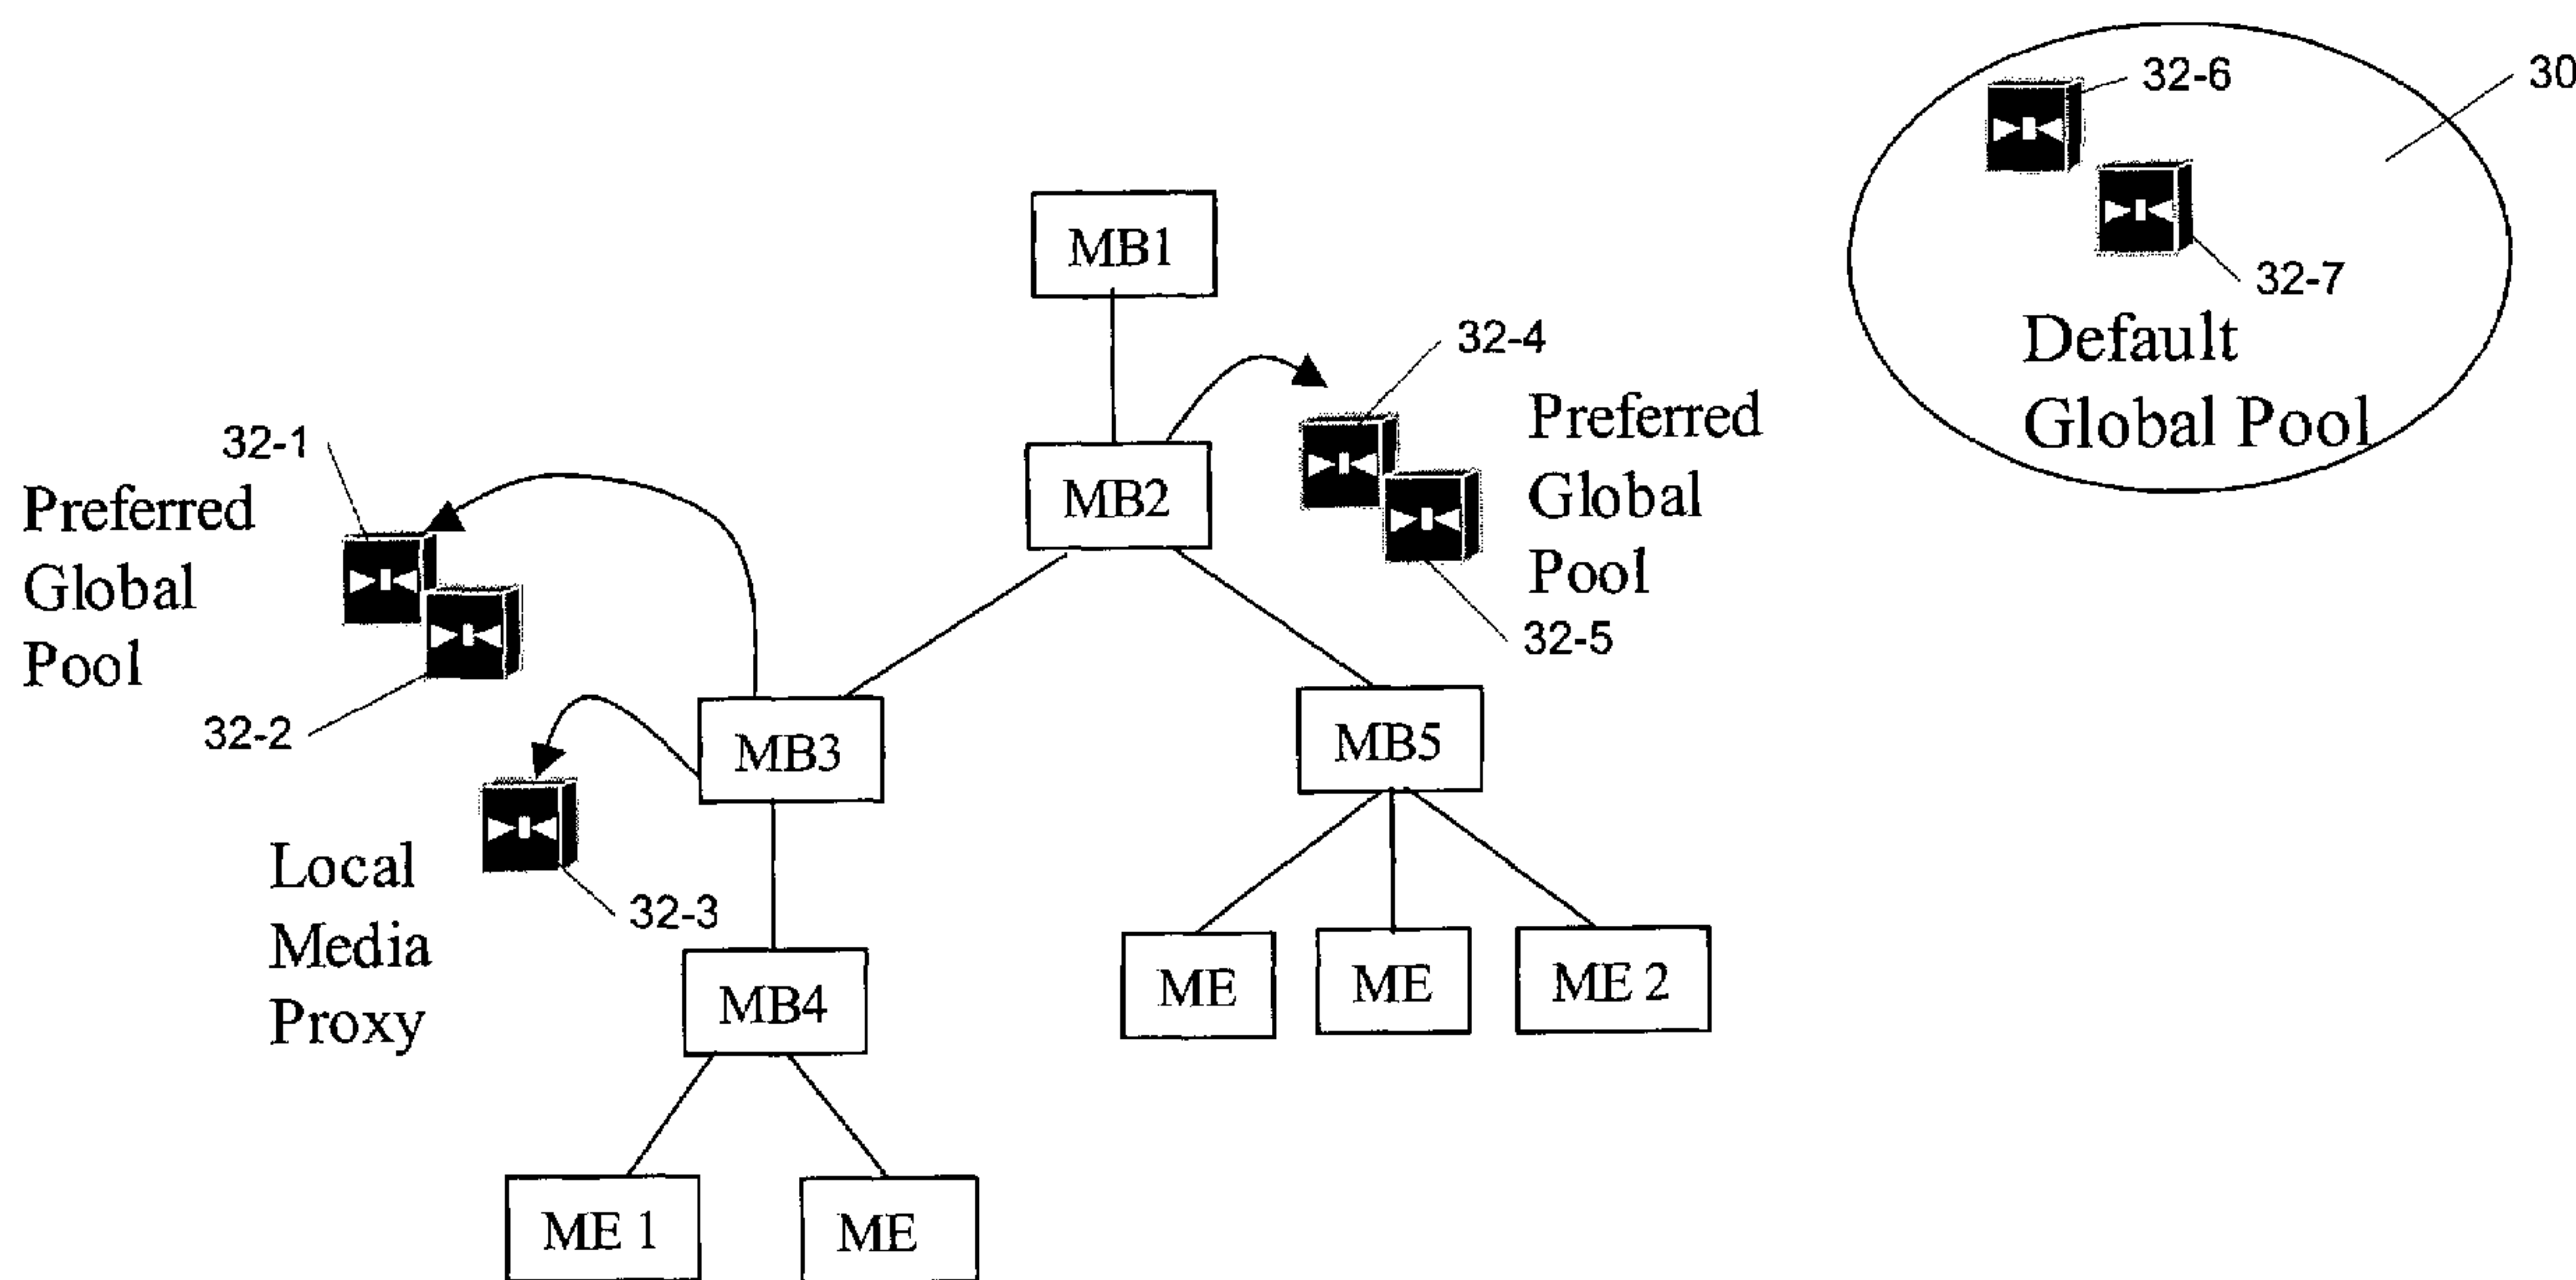 32-6
30
32-7
Default
Global Pool
MB1
32-4
Preferred
Global
Pool
32-5
MB2
32-1
Preferred
Global
Pool
32-2
MB3
MB5
Local
Media
Proxy
32-3
MB4
ME
ME
ME 2
ME 1
ME